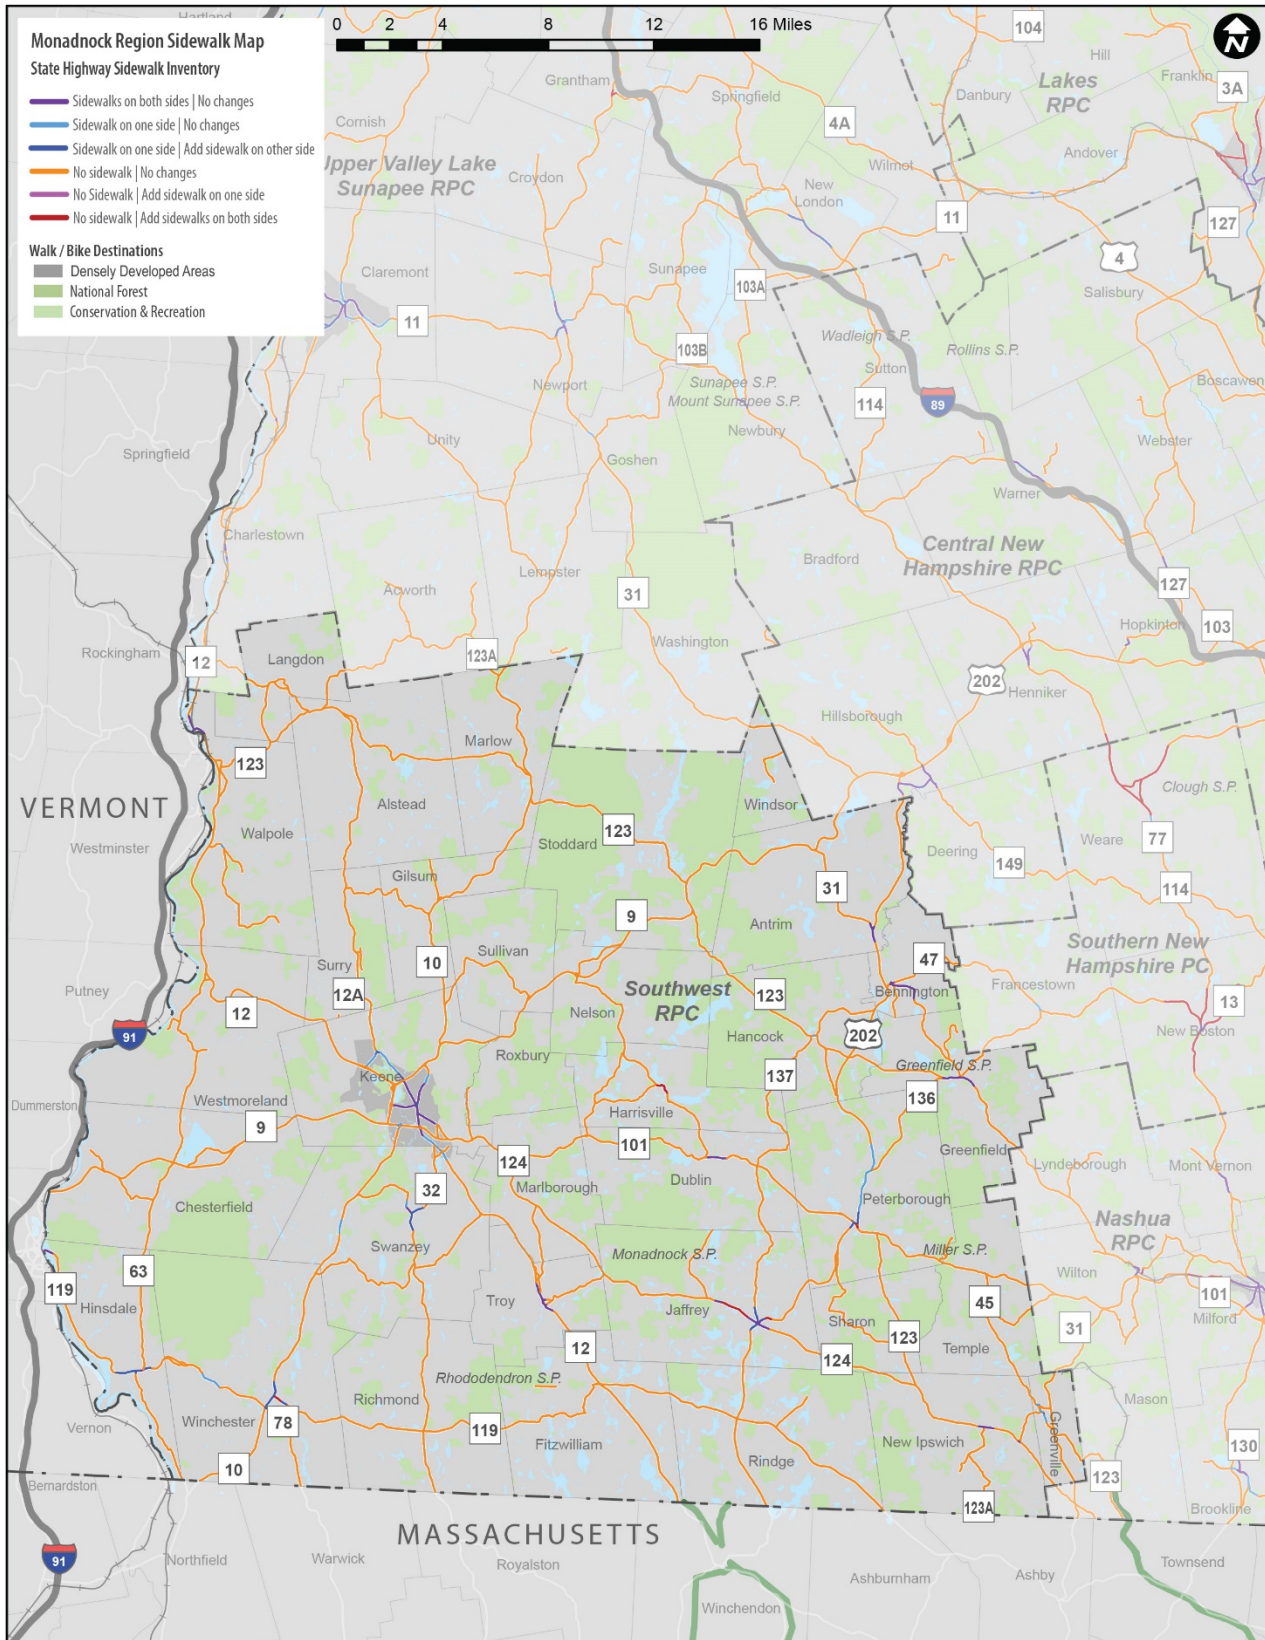 Monadnock Region Sidewalk Map
State Highway Sidewalk Inventory
Sidewalks on both sides | No changes
Sidewalk on one side | No changes
Sidewalk on one side | Add sidewalk on other side
No sidewalk | No changes
No Sidewalk | Add sidewalk on one side
No sidewalk | Add sidewalks on both sides
Walk / Bike Destinations
Densely Developed Areas
National Forest
Conservation & Recreation
0 2 4 8 12 16 Miles
N
Hartland
104
Hill
Lakes
RPC
Franklin
3A
Grantham
Springfield
Danbury
Cornish
4A
Andover
Upper Valley Lake
Sunapee RPC
Croydon
Wilmot
New
London
11
127
4
Claremont
Sunapee
103A
Salisbury
11
103B
Wadleigh S.P.
Rollins S.P.
Sutton
Newport
Sunapee S.P.
Mount Sunapee S.P.
114
89
Boscawen
Unity
Newbury
Webster
Springfield
Goshen
Warner
Charlestown
Bradford
Central New
Hampshire RPC
Lempster
Acworth
31
127
Hopkinton
103
Rockingham
12
Langdon
123A
Washington
202
Henniker
Hillsborough
Marlow
123
VERMONT
Alstead
Windsor
Clough S.P.
Walpole
Stoddard
123
Weare
77
Westminster
Deering
149
Gilsum
31
114
9
Antrim
Sullivan
47
Southern New
Hampshire PC
Surry
10
12A
Southwest
RPC
123
Bennington
Francestown
Putney
12
Nelson
13
91
Hancock
202
New Boston
Roxbury
Keene
137
Greenfield S.P.
Dummerston
Westmoreland
136
9
Harrisville
101
Greenfield
124
Lyndeborough
Mont Vernon
32
Marlborough
Dublin
Chesterfield
Peterborough
Nashua
RPC
Swanzey
Monadnock S.P.
Miller S.P.
63
Wilton
119
Hinsdale
Troy
Jaffrey
45
101
Milford
Sharon
12
123
31
124
Temple
Rhododendron S.P.
Richmond
Mason
Vernon
Winchester
78
119
Fitzwilliam
New Ipswich
Greenville
130
10
Rindge
123
Bernardston
123A
Brookline
MASSACHUSETTS
91
Northfield
Warwick
Royalston
Townsend
Ashburnham
Ashby
Winchendon